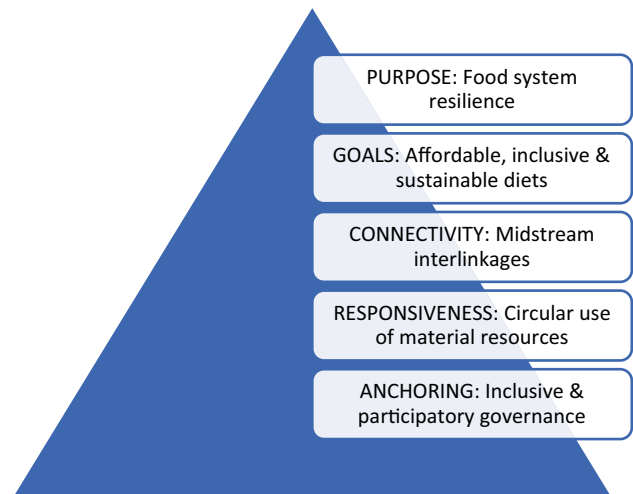 PURPOSE: Food system
resilience
GOALS: Affordable, inclusive &
sustainable diets
CONNECTIVITY: Midstream
interlinkages
RESPONSIVENESS: Circular use
of material resources
ANCHORING: Inclusive &
participatory governance